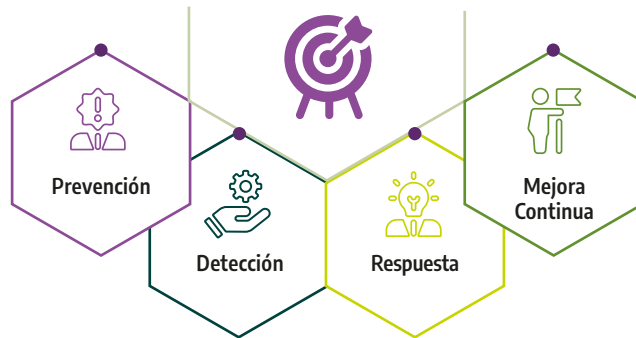 Prevención
Detección
Respuesta
Mejora
Continua